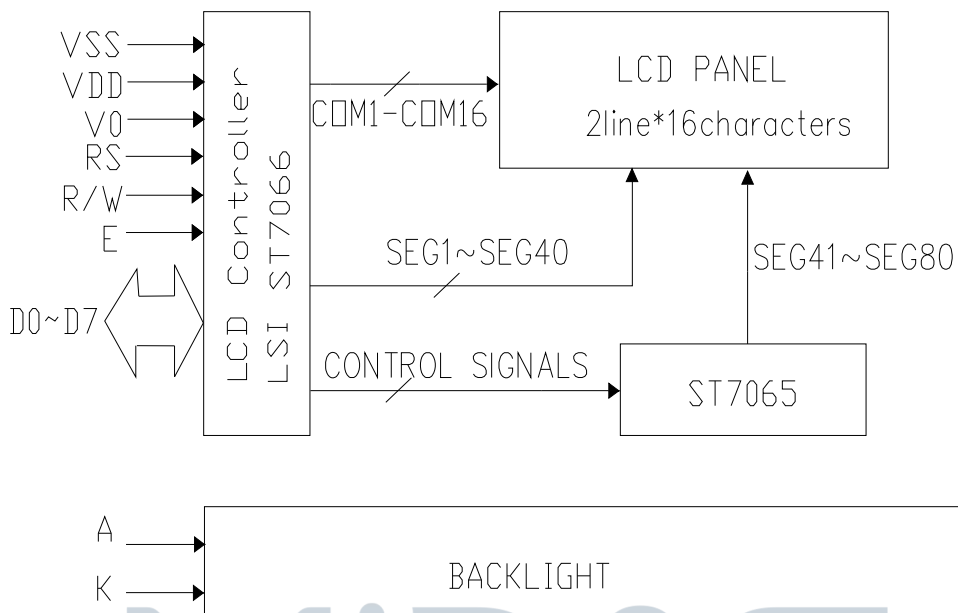 VSS
VDD
V0
RS
R/W
E
D0~D7
LCD Controller
LSI ST7066
COM1-COM16
LCD PANEL
2line*16characters
SEG1~SEG40
SEG41~SEG80
CONTROL SIGNALS
ST7065
A
K
BACKLIGHT